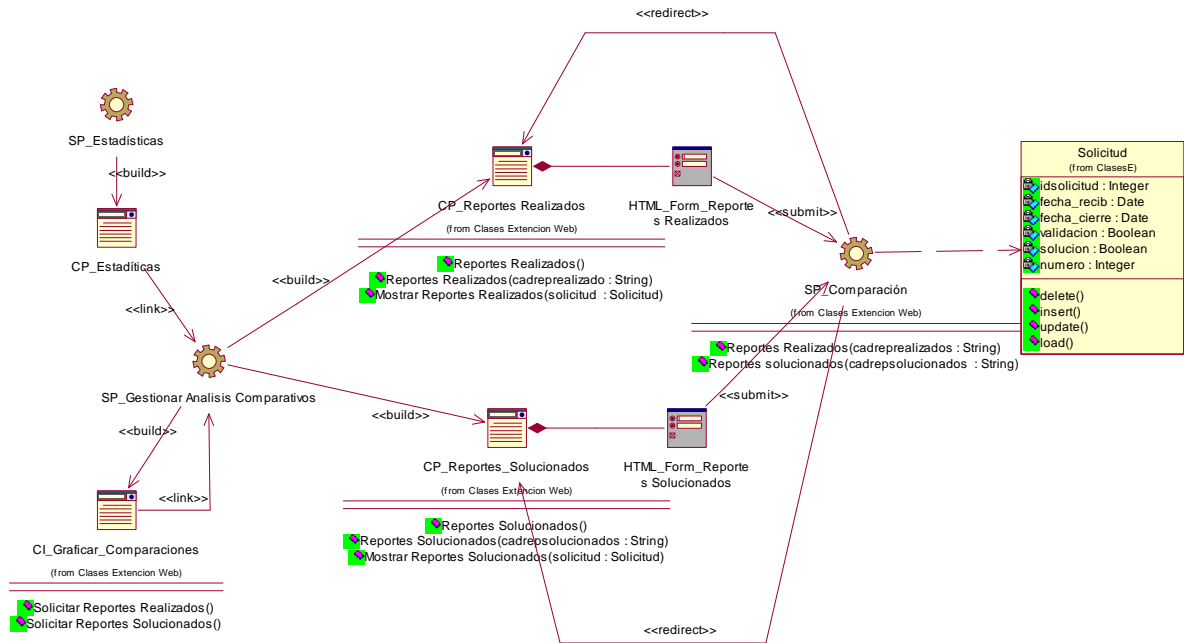 <<redirect>>
SP_Estadísticas
<<build>>
CP_Estadíticas
<<link>>
SP_Gestionar Analisis Comparativos
<<build>>
<<link>>
CI_Graficar_Comparaciones
(from Clases Extencion Web)
Solicitar Reportes Realizados()
Solicitar Reportes Solucionados()
<<build>>
CP_Reportes Realizados
(from Clases Extencion Web)
Reportes Realizados()
Reportes Realizados(cadreprealizado : String)
Mostrar Reportes Realizados(solicitud : Solicitud)
HTML_Form_Reporte
s Realizados
<<submit>>
<<build>>
CP_Reportes_Solucionados
(from Clases Extencion Web)
Reportes Solucionados()
Reportes Solucionados(cadrepsolucionados : String)
Mostrar Reportes Solucionados(solicitud : Solicitud)
HTML_Form_Reporte
s Solucionados
<<submit>>
SP_Comparación
(from Clases Extencion Web)
Reportes Realizados(cadreprealizados : String)
Reportes solucionados(cadrepsolucionados : String)
<<redirect>>
Solicitud
(from ClasesE)
idsolicitud : Integer
fecha_recib : Date
fecha_cierre : Date
validacion : Boolean
solucion : Boolean
numero : Integer
delete()
insert()
update()
load()